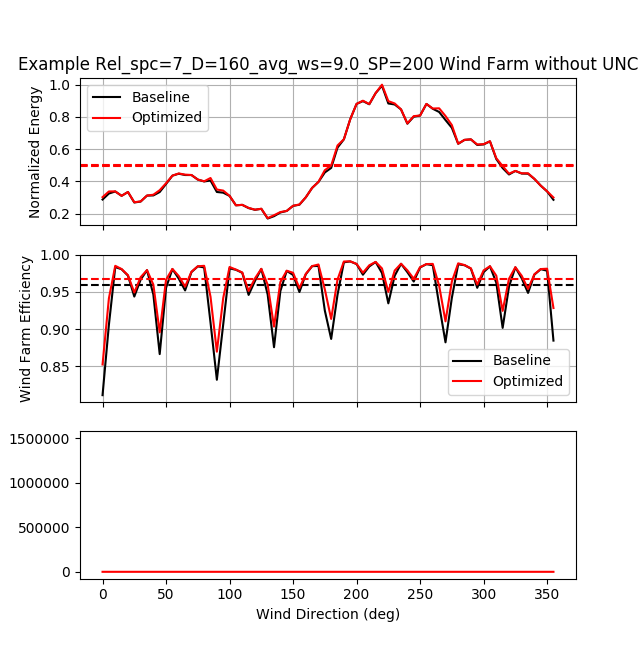 Example Rel_spc=7_D=160_avg_ws=9.0_SP=200 Wind Farm without UNC
Normalized Energy
1.0
0.8
0.6
0.4
0.2
Baseline
Optimized
Wind Farm Efficiency
1.00
0.95
0.90
0.85
Baseline
Optimized
1500000
1000000
500000
0
0 50 100 150 200 250 300 350
Wind Direction (deg)